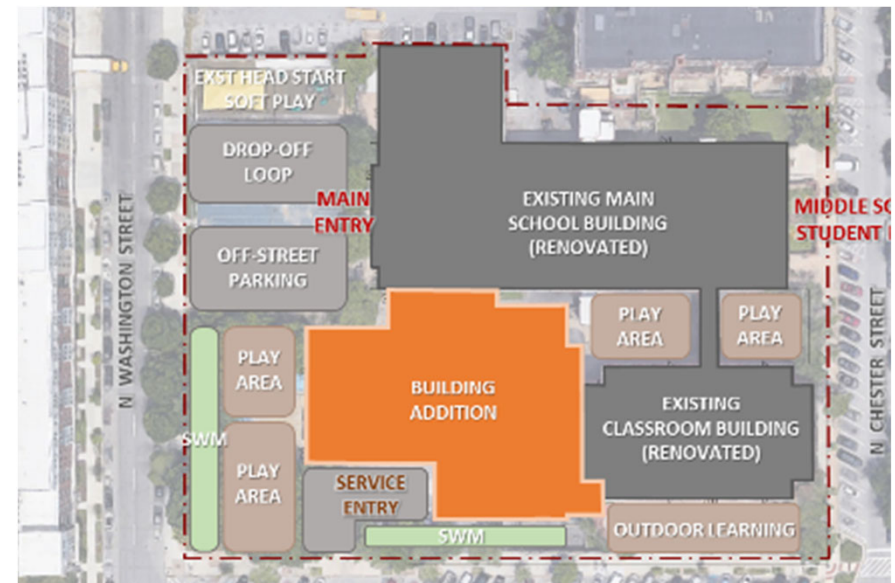 EXST HEAD START
SOFT PLAY
DROP-OFF
LOOP
MAIN
ENTRY
EXISTING MAIN
SCHOOL BUILDING
(RENOVATED)
MIDDLE
STUDENT
OFF-STREET
PARKING
N WASHINGTON STREET
PLAY
AREA
PLAY
AREA
N CHESTER STREET
PLAY
AREA
BUILDING
ADDITION
EXISTING
CLASSROOM BUILDING
(RENOVATED)
SWM
PLAY
AREA
SERVICE
ENTRY
SWM
OUTDOOR LEARNING